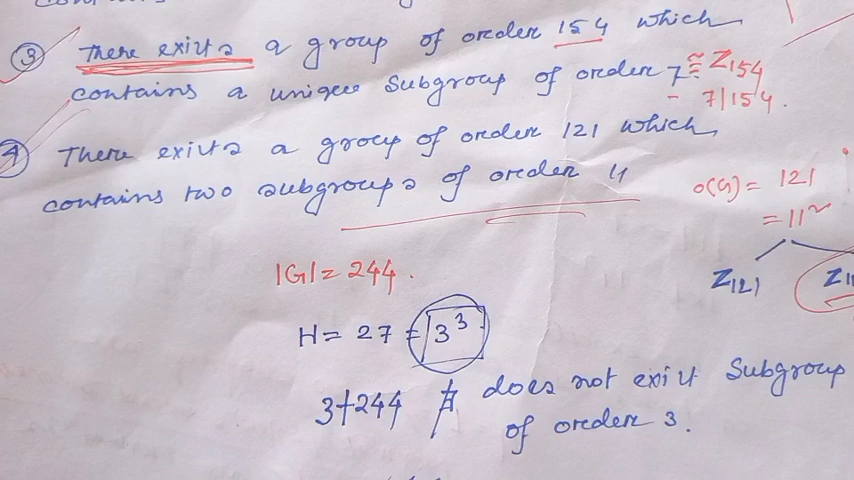 ③ There exists a group of order 154 which
contains a unique subgroup of order 7 ≅ Z154
7|154.
④ There exists a group of order 121 which
contains two subgroups of order 11
o(G) = 121
= 11²
Z121
|G| = 244.
H = 27 = 3³
3∤244 ∄ does not exist subgroup
of order 3.